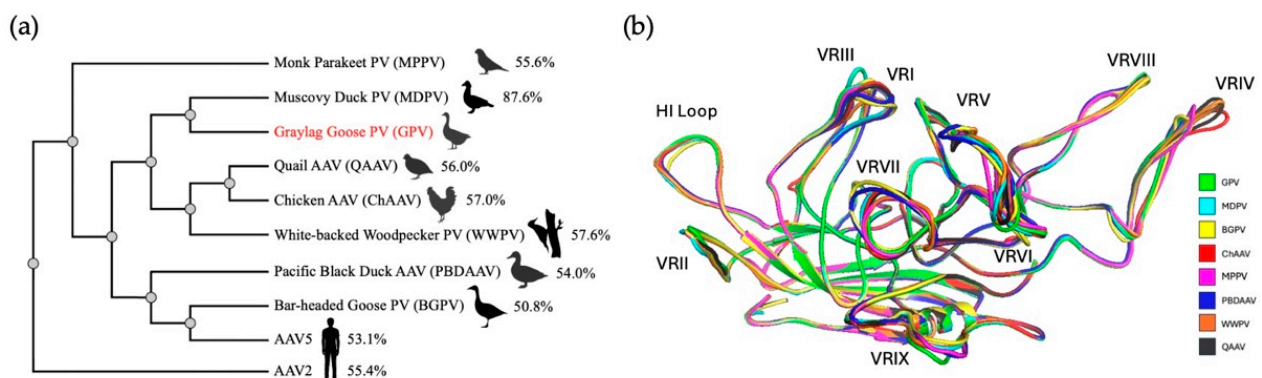 (a)
Monk Parakeet PV (MPPV) 55.6%
Muscovy Duck PV (MDPV) 87.6%
Graylag Goose PV (GPV)
Quail AAV (QAAV) 56.0%
Chicken AAV (ChAAV) 57.0%
White-backed Woodpecker PV (WWPV) 57.6%
Pacific Black Duck AAV (PBDAAV) 54.0%
Bar-headed Goose PV (BGPV) 50.8%
AAV5 53.1%
AAV2 55.4%
(b)
VRIII
VRI
VRVIII
VRIV
HI Loop
VRV
VRVII
VRII
VRVI
VRIX
GPV
MDPV
BGPV
ChAAV
MPPV
PBDAAV
WWPV
QAAV